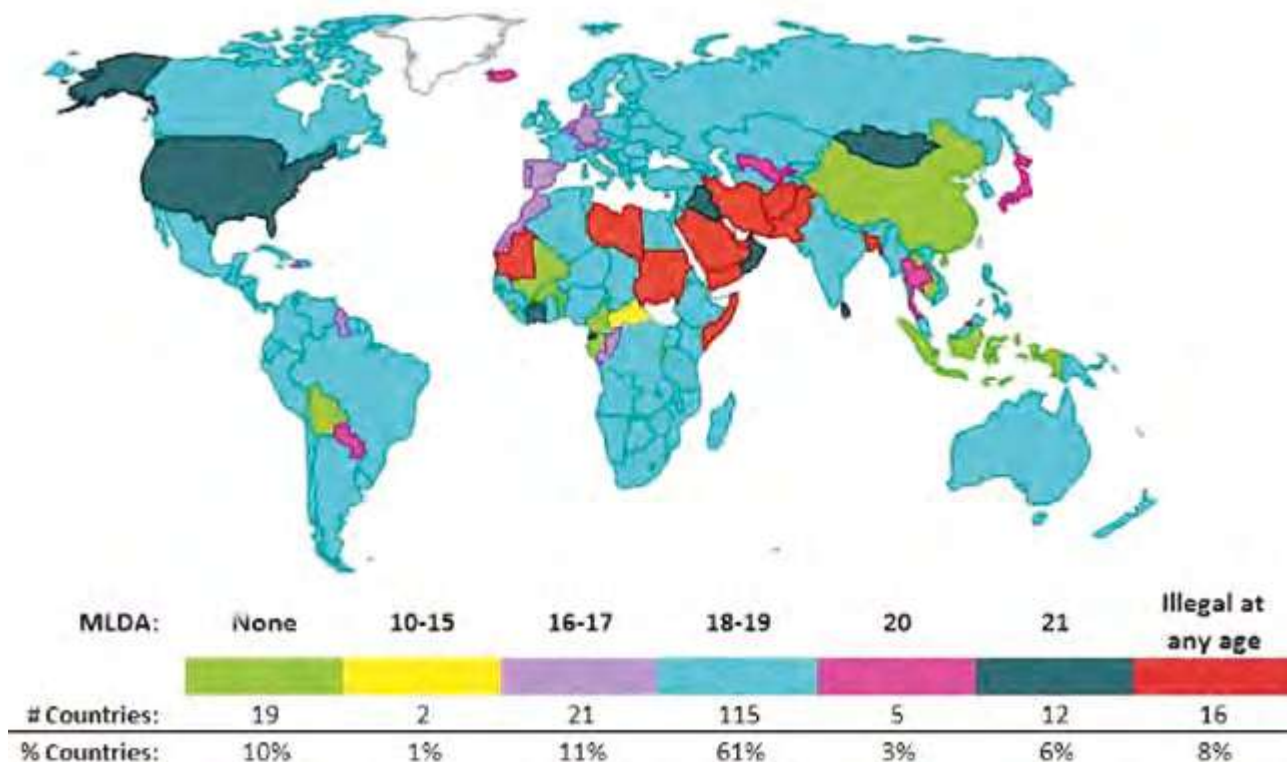 MLDA: None 10-15 16-17 18-19 20 21 Illegal at any age
# Countries: 19 2 21 115 5 12 16
% Countries: 10% 1% 11% 61% 3% 6% 8%